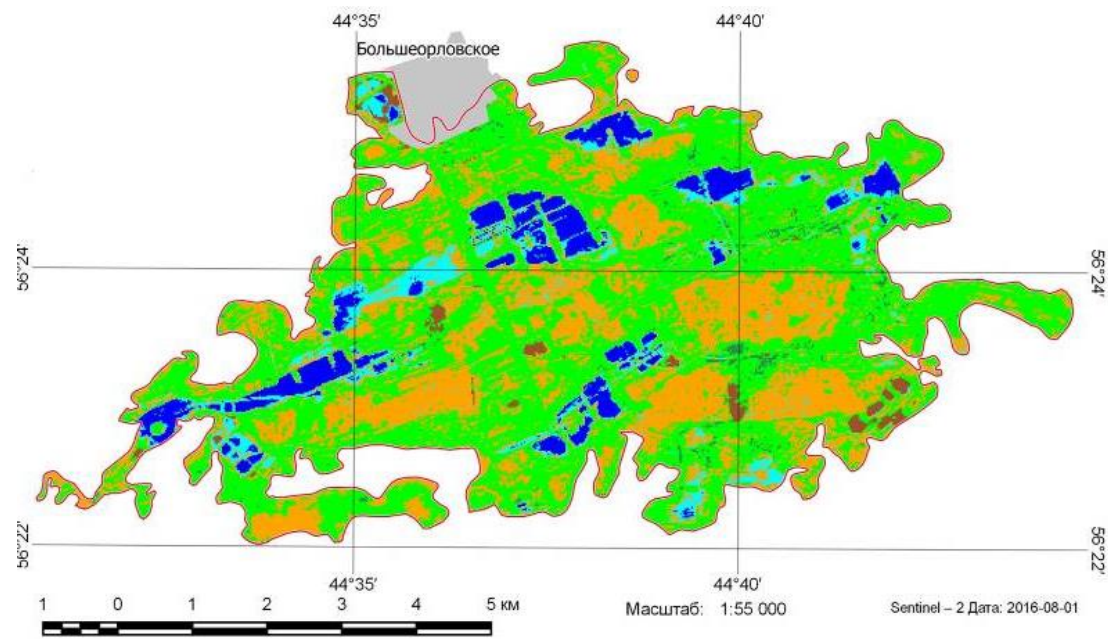 44°35' 44°40'
Большеорловское
56°24' 56°24'
56°22' 56°22'
44°35' 44°40'
1 0 1 2 3 4 5 км
Масштаб: 1:55 000
Sentinel – 2 Дата: 2016-08-01